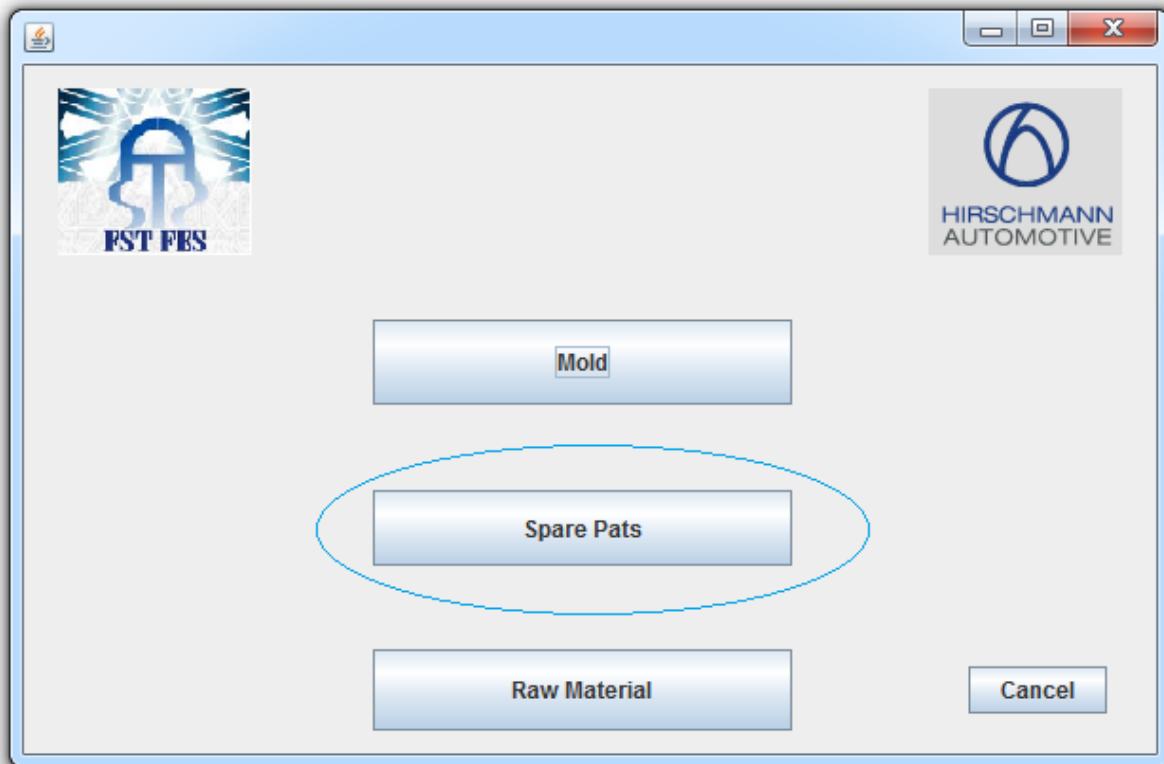 FST FES
HIRSCHMANN
AUTOMOTIVE
Mold
Spare Pats
Raw Material
Cancel